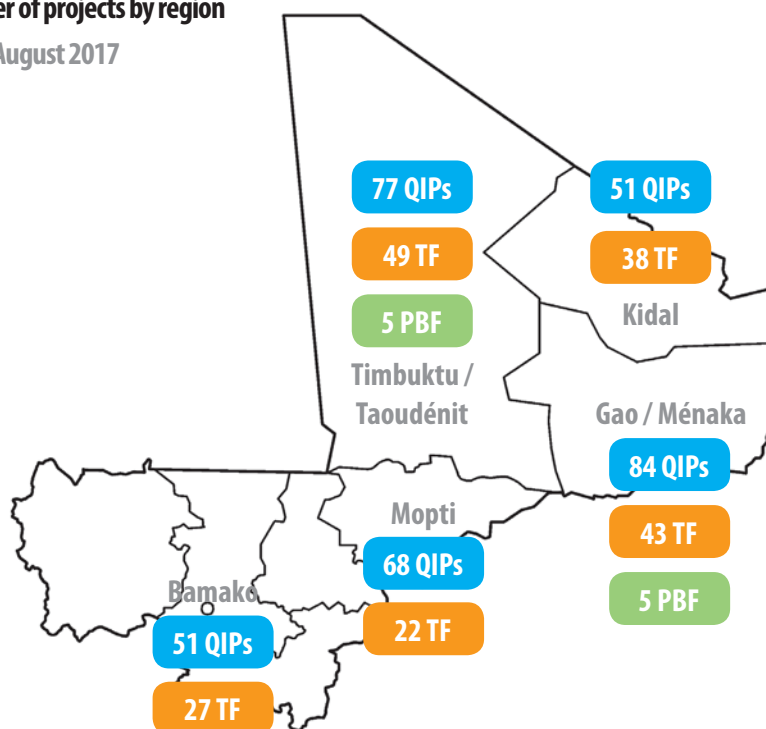 er of projects by region
August 2017
77 QIPs
49 TF
5 PBF
Timbuktu /
Taoudénit
51 QIPs
38 TF
Kidal
Gao / Ménaka
84 QIPs
43 TF
5 PBF
Mopti
68 QIPs
22 TF
Bamako
51 QIPs
27 TF